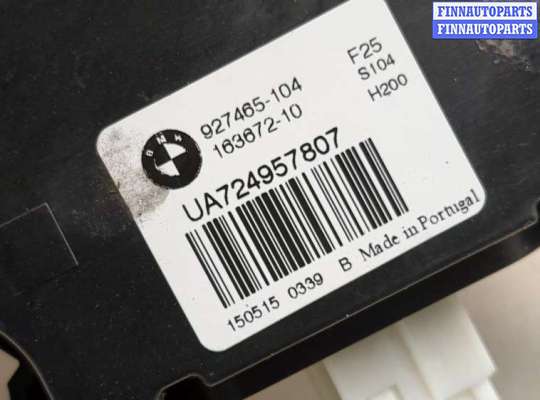 FINNAUTOPARTS
FINNAUTOPARTS
BMW
927465-104
163672-10
F25
S104
H200
UA724957807
150515 0339 B Made in Portugal